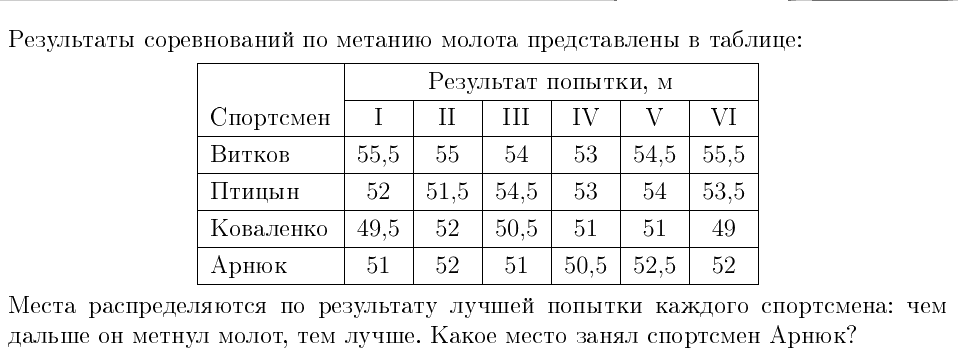 Результаты соревнований по метанию молота представлены в таблице:
Результат попытки, м
Спортсмен I II III IV V VI
Витков 55,5 55 54 53 54,5 55,5
Птицын 52 51,5 54,5 53 54 53,5
Коваленко 49,5 52 50,5 51 51 49
Арнюк 51 52 51 50,5 52,5 52
Места распределяются по результату лучшей попытки каждого спортсмена: чем
дальше он метнул молот, тем лучше. Какое место занял спортсмен Арнюк?